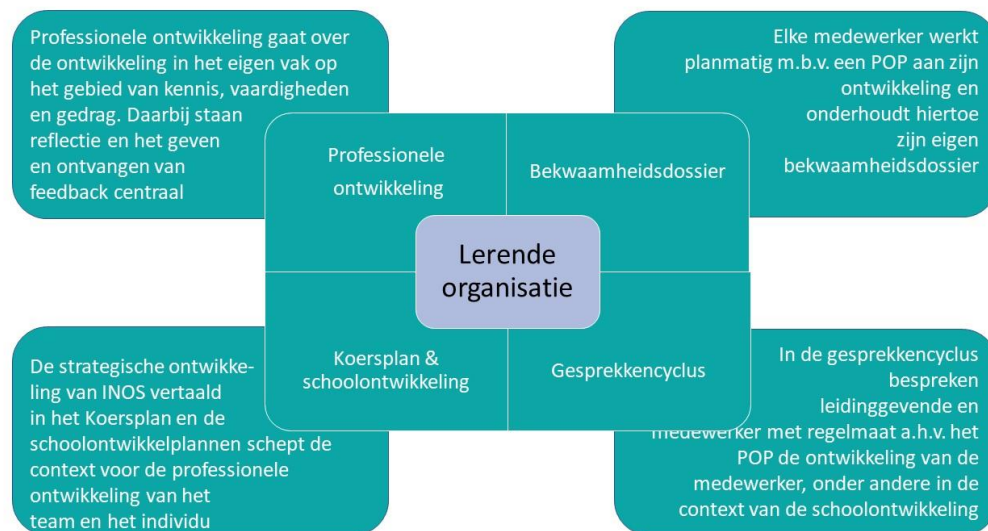 Professionele ontwikkeling gaat over
de ontwikkeling in het eigen vak op
het gebied van kennis, vaardigheden
en gedrag. Daarbij staan
reflectie en het geven
en ontvangen van
feedback centraal
Elke medewerker werkt
planmatig m.b.v. een POP aan zijn
ontwikkeling en
onderhoudt hiertoe
zijn eigen
bekwaamheidsdossier
Professionele
ontwikkeling
Bekwaamheidsdossier
Lerende
organisatie
Koersplan &
schoolontwikkeling
Gesprekkencyclus
De strategische ontwikke-
ling van INOS vertaald
in het Koersplan en de
schoolontwikkelplannen schept de
context voor de professionele
ontwikkeling van het
team en het individu
In de gesprekkencyclus
bespreken
leidinggevende en
medewerker met regelmaat a.h.v. het
POP de ontwikkeling van de
medewerker, onder andere in de
context van de schoolontwikkeling